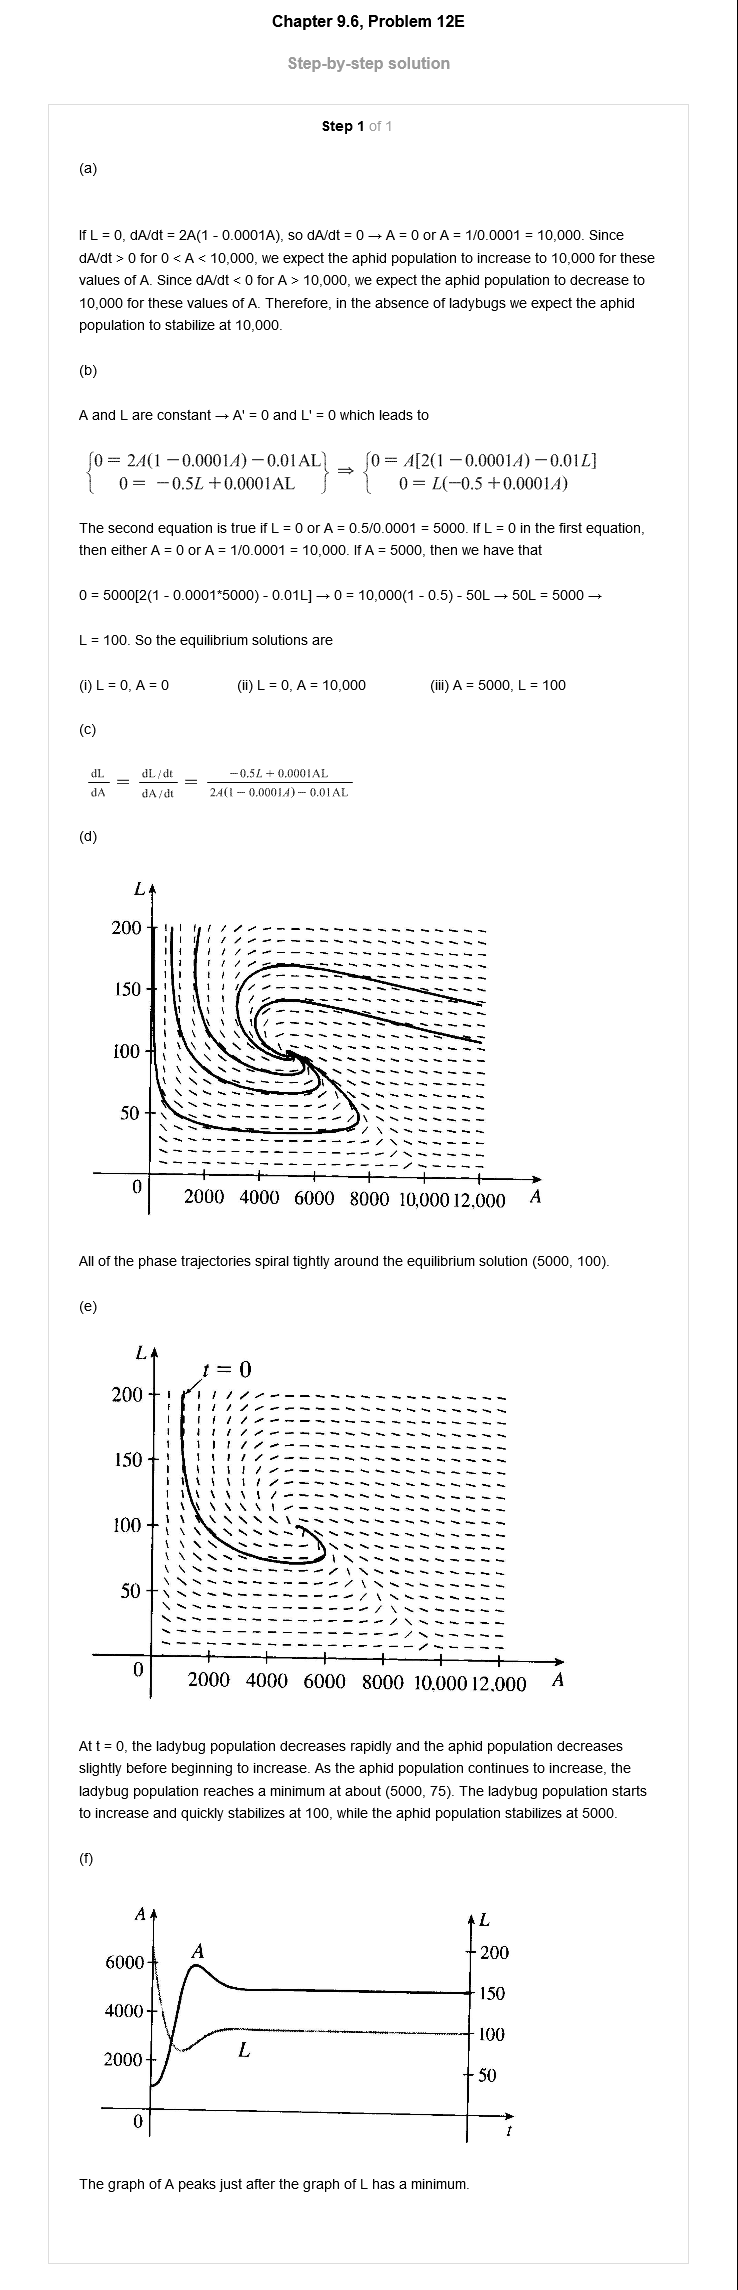 Chapter 9.6, Problem 12E
Step-by-step solution
Step 1 of 1
(a)
If L = 0, dA/dt = 2A(1 - 0.0001A), so dA/dt = 0 → A = 0 or A = 1/0.0001 = 10,000. Since
dA/dt > 0 for 0 < A < 10,000, we expect the aphid population to increase to 10,000 for these
values of A. Since dA/dt < 0 for A > 10,000, we expect the aphid population to decrease to
10,000 for these values of A. Therefore, in the absence of ladybugs we expect the aphid
population to stabilize at 10,000.
(b)
A and L are constant → A' = 0 and L' = 0 which leads to
{0 = 2A(1 − 0.0001A) − 0.01AL} ⇒ {0 = A[2(1 − 0.0001A) − 0.01L]
0 = −0.5L + 0.0001AL 0 = L(−0.5 + 0.0001A)
The second equation is true if L = 0 or A = 0.5/0.0001 = 5000. If L = 0 in the first equation,
then either A = 0 or A = 1/0.0001 = 10,000. If A = 5000, then we have that
0 = 5000[2(1 - 0.0001*5000) - 0.01L] → 0 = 10,000(1 - 0.5) - 50L → 50L = 5000 →
L = 100. So the equilibrium solutions are
(i) L = 0, A = 0 (ii) L = 0, A = 10,000 (iii) A = 5000, L = 100
(c)
dL dL/dt −0.5L + 0.0001AL
— = — = —
dA dA/dt 2A(1 − 0.0001A) − 0.01AL
(d)
L
200
150
100
50
0
2000 4000 6000 8000 10,000 12,000 A
All of the phase trajectories spiral tightly around the equilibrium solution (5000, 100).
(e)
L
t = 0
200
150
100
50
0
2000 4000 6000 8000 10,000 12,000 A
At t = 0, the ladybug population decreases rapidly and the aphid population decreases
slightly before beginning to increase. As the aphid population continues to increase, the
ladybug population reaches a minimum at about (5000, 75). The ladybug population starts
to increase and quickly stabilizes at 100, while the aphid population stabilizes at 5000.
(f)
A L
A 200
6000
150
4000
100
L
2000
50
0
t
The graph of A peaks just after the graph of L has a minimum.